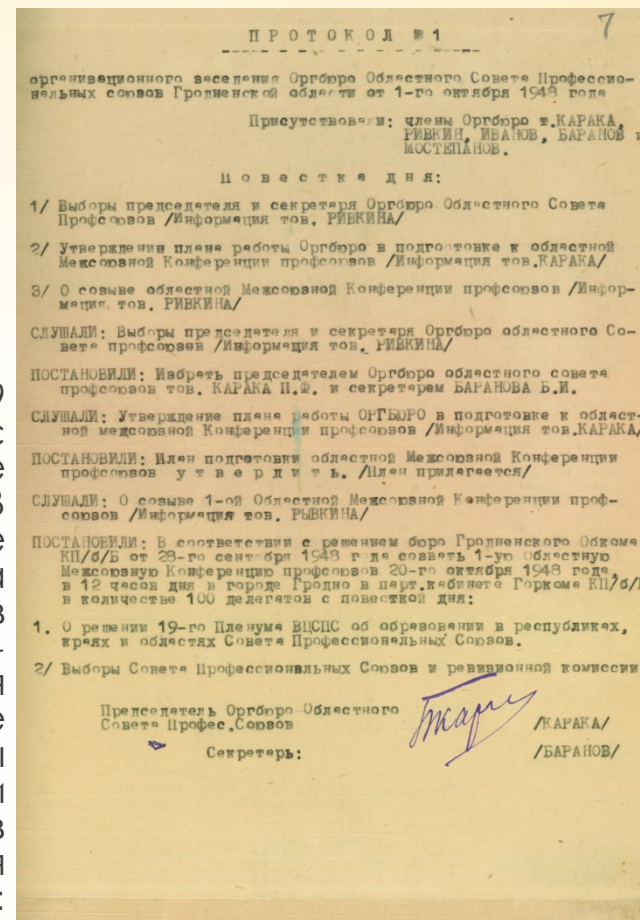 7
ПРОТОКОЛ №1
организационного заседания Оргбюро Областного Совета Профессио-
нальных союзов Гродненской области от 1-го октября 1948 года
Присутствовали: члены Оргбюро т.КАРАКА,
РИВКИН, ИВАНОВ, БАРАНОВ и
МОСТЕПАНОВ.
Повестка дня:
1/ Выборы председателя и секретаря Оргбюро Областного Совета
Профсоюзов /Информация тов. РИВКИНА/
2/ Утверждении плана работы Оргбюро в подготовке к областной
Межсоюзной Конференции профсоюзов /Информация тов.КАРАКА/
3/ О созыве областной Межсоюзной Конференции профсоюзов /Инфор-
мация тов. РИВКИНА/
СЛУШАЛИ: Выборы председателя и секретаря Оргбюро областного Со-
вета профсоюзов /Информация тов. РИВКИНА/
ПОСТАНОВИЛИ: Избрать председателем Оргбюро областного совета
профсоюзов тов. КАРАКА П.Ф. и секретарем БАРАНОВА Б.И.
СЛУШАЛИ: Утверждение плана работы ОРГБЮРО в подготовке к област-
ной межсоюзной Конференции профсоюзов /Информация тов.КАРАКА/
ПОСТАНОВИЛИ: План подготовки областной Межсоюзной Конференции
профсоюзов утвердить. /План прилагается/
СЛУШАЛИ: О созыве 1-ой Областной Межсоюзной Конференции проф-
союзов /Информация тов. РЫВКИНА/
ПОСТАНОВИЛИ: В соответствии с решением бюро Гродненского Обкома
КП/б/Б от 28-го сентября 1948 года созвать 1-ую Областную
Межсоюзную Конференцию профсоюзов 20-го октября 1948 года,
в 12 часов дня в городе Гродно в парт.кабинете Горкома КП/б/
в количестве 100 делегатов с повесткой дня:
1. О решении 19-го Пленума ВЦСПС об образовании в республиках,
краях и областях Совета Профессиональных Союзов.
2/ Выборы Совета Профессиональных Союзов и ревизионной комиссии
Председатель Оргбюро Областного
Совета Профес.Союзов /КАРАКА/
Секретарь: /БАРАНОВ/